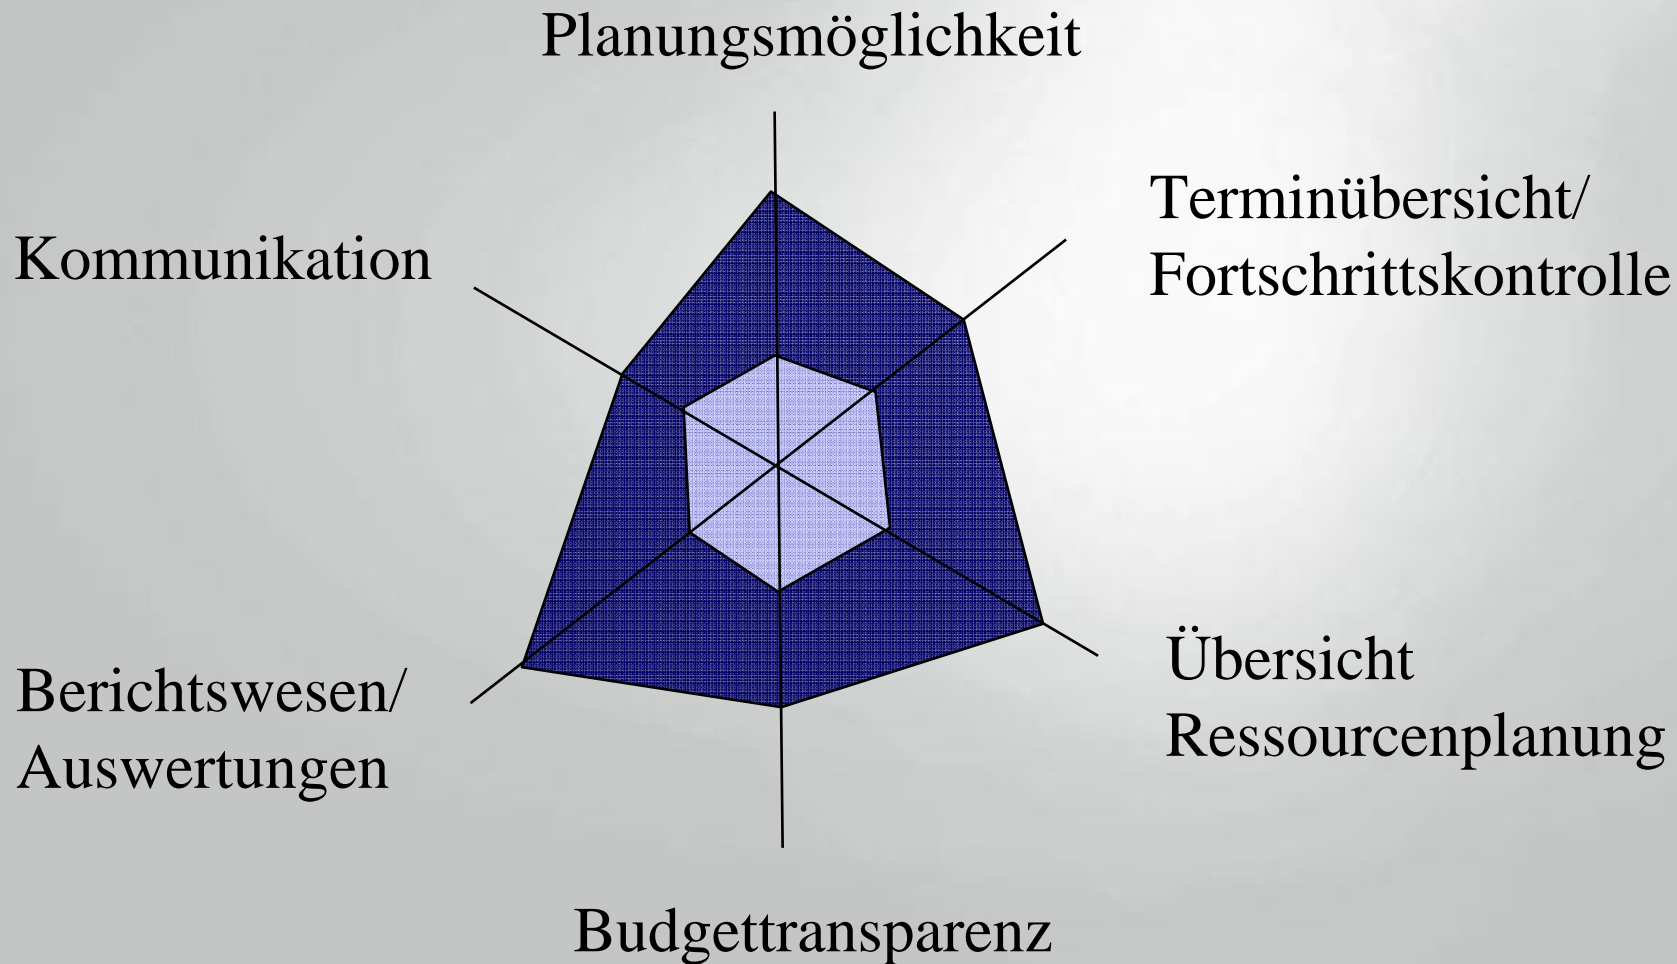 Planungsmöglichkeit
Terminübersicht/
Fortschrittskontrolle
Kommunikation
Übersicht
Ressourcenplanung
Berichtswesen/
Auswertungen
Budgettransparenz